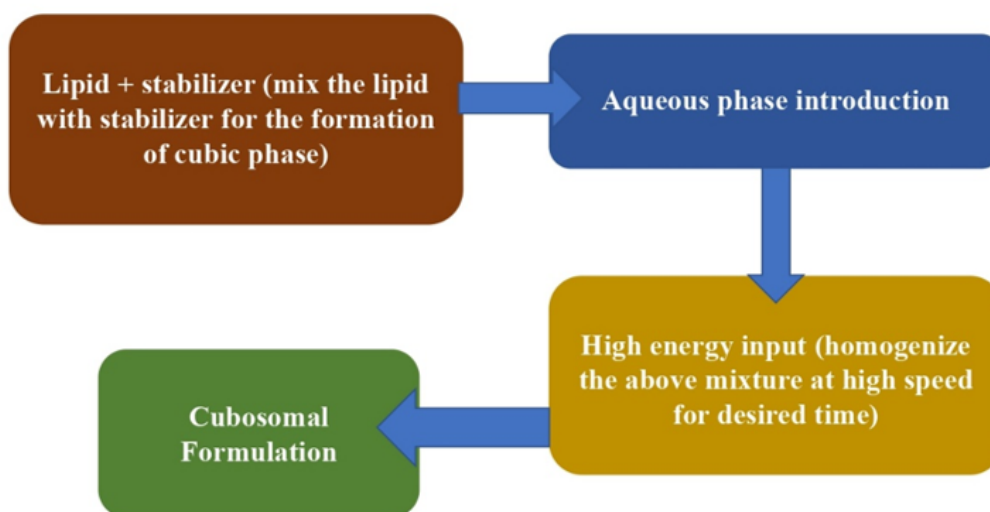 Lipid + stabilizer (mix the lipid
with stabilizer for the formation
of cubic phase)
Aqueous phase introduction
High energy input (homogenize
the above mixture at high speed
for desired time)
Cubosomal
Formulation